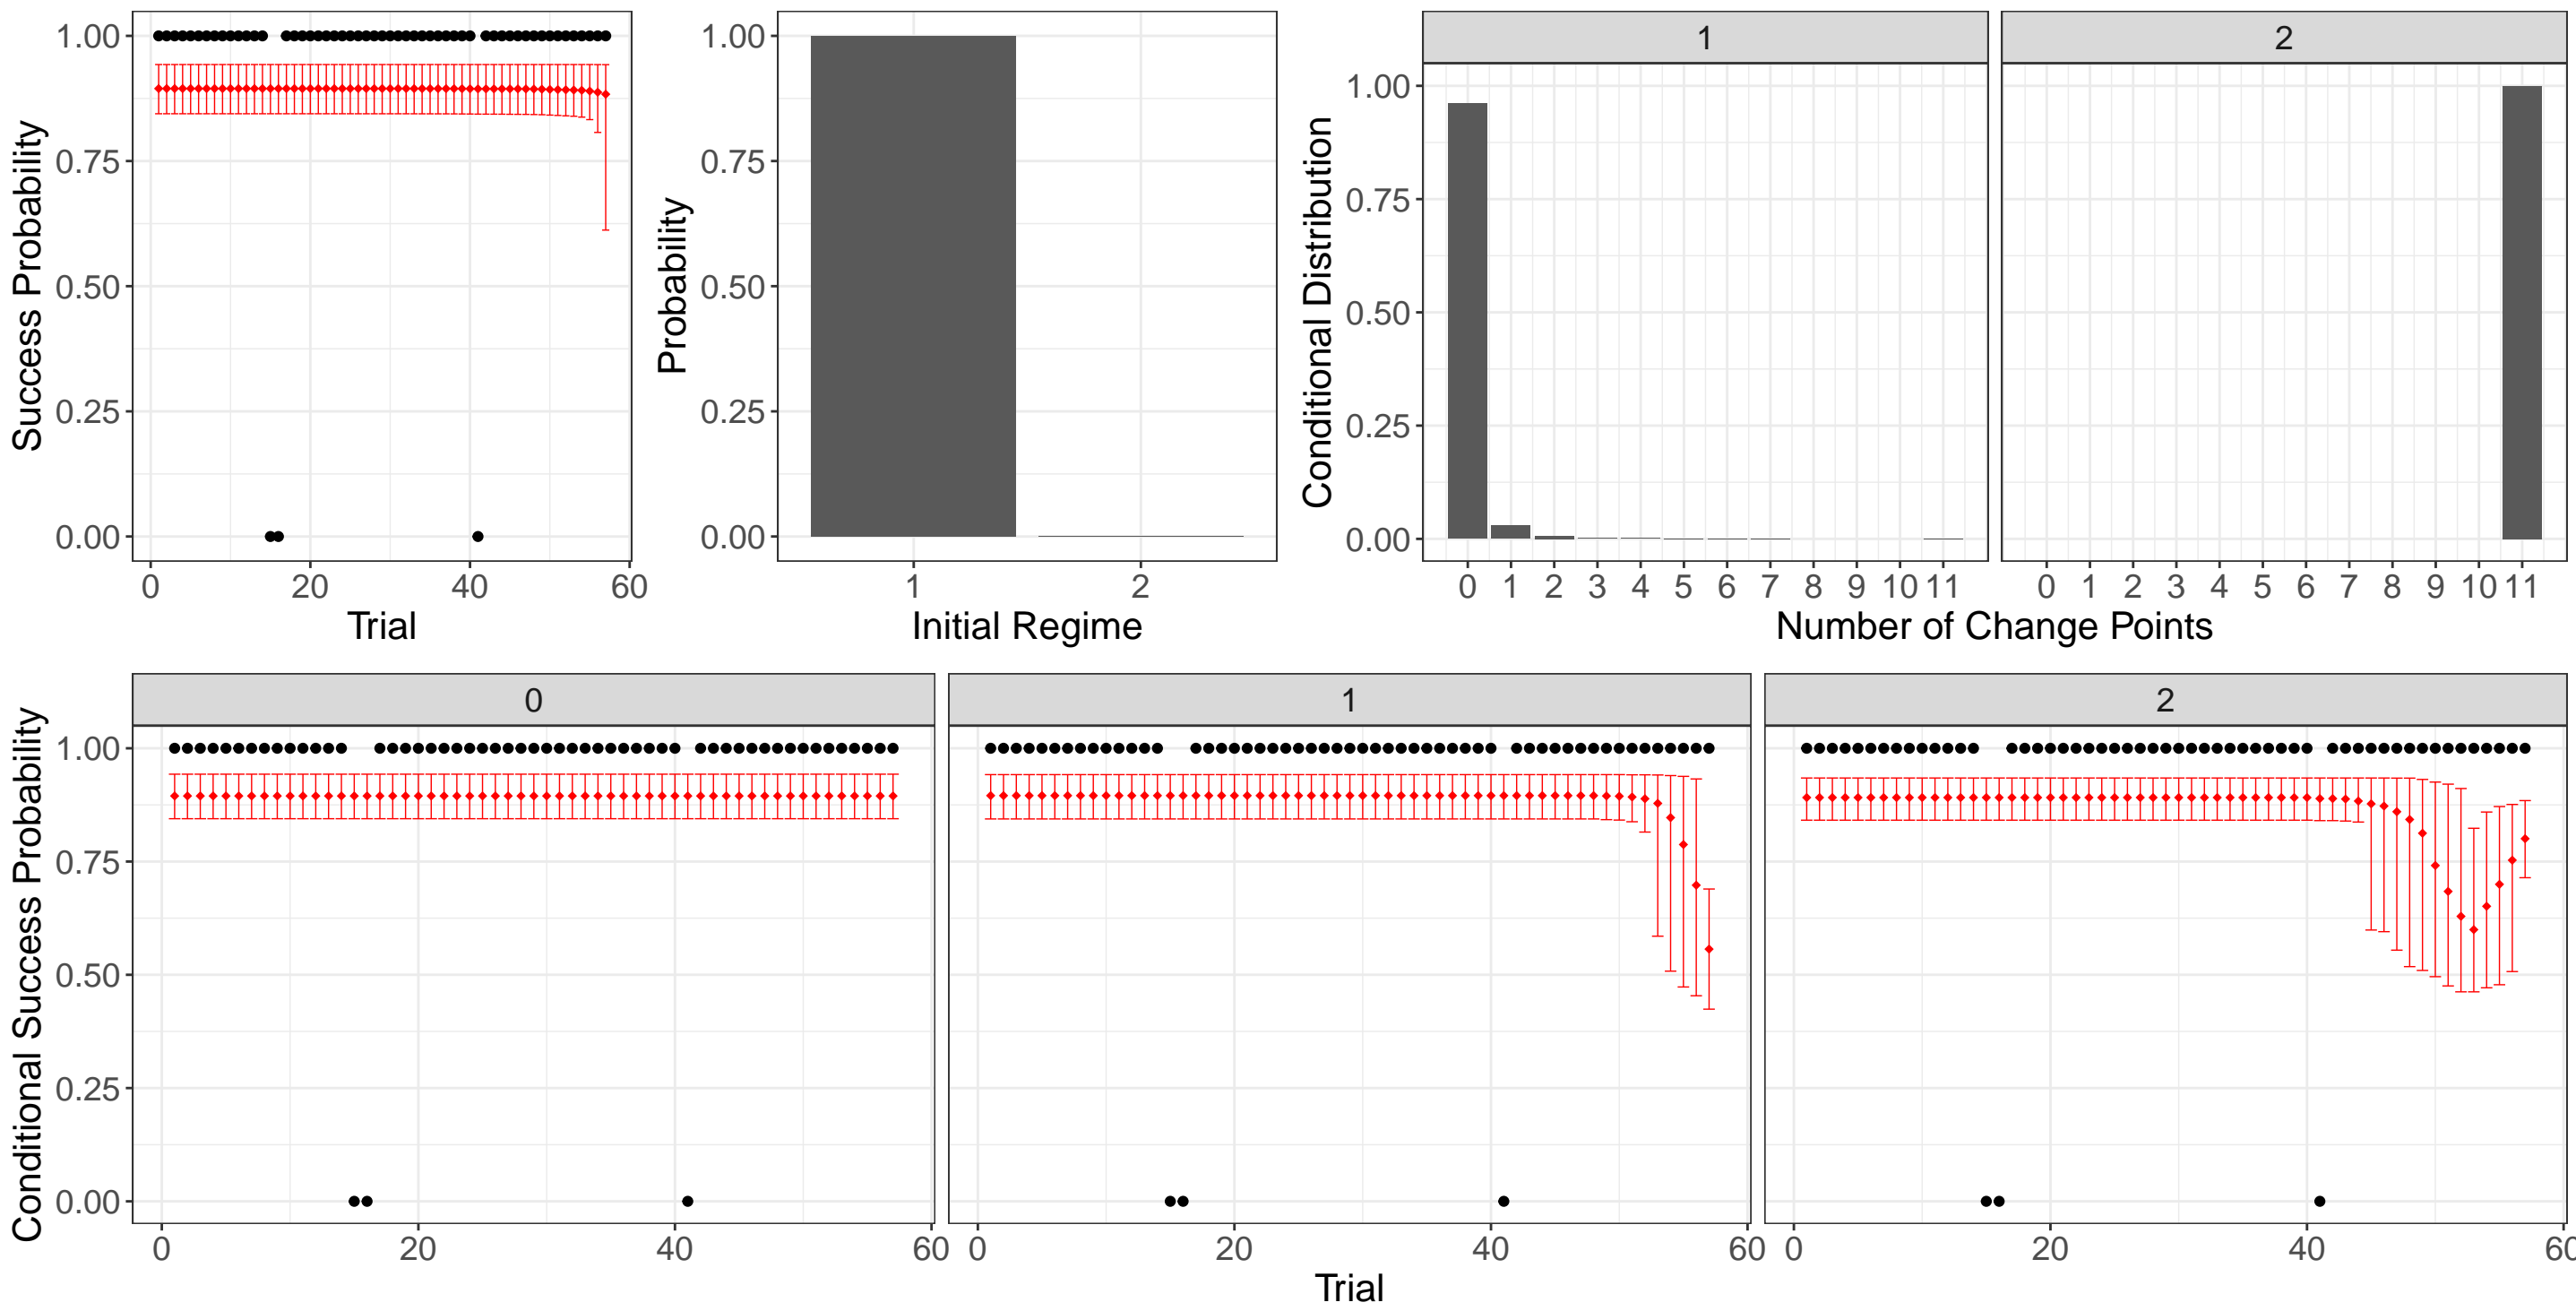 Success Probability
1.00
0.75
0.50
0.25
0.00
0 20 40 60
Trial
Probability
1.00
0.75
0.50
0.25
0.00
1 2
Initial Regime
Conditional Distribution
1 2
1.00
0.75
0.50
0.25
0.00
0 1 2 3 4 5 6 7 8 9 10 11
0 1 2 3 4 5 6 7 8 9 10 11
Number of Change Points
Conditional Success Probability
0 1 2
1.00
0.75
0.50
0.25
0.00
0 20 40 60
0 20 40 60
0 20 40 60
Trial